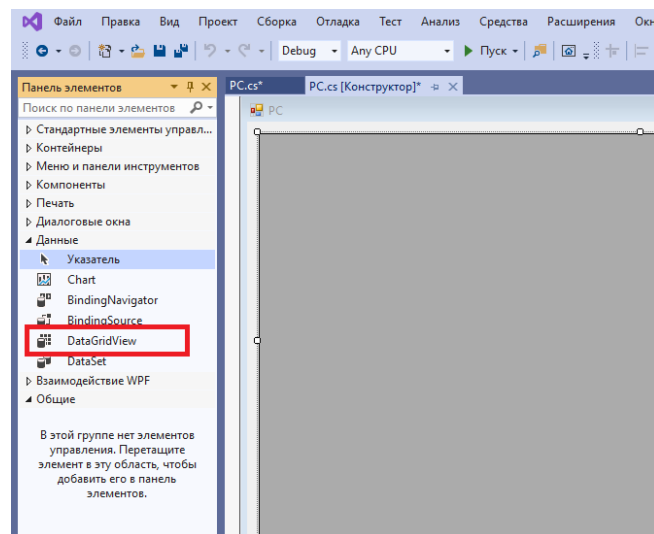 Файл Правка Вид Проект Сборка Отладка Тест Анализ Средства Расширения Окн
Debug Any CPU Пуск
Панель элементов
PC.cs* PC.cs [Конструктор]*
Поиск по панели элементов
PC
Стандартные элементы управл...
Контейнеры
Меню и панели инструментов
Компоненты
Печать
Диалоговые окна
Данные
Указатель
Chart
BindingNavigator
BindingSource
DataGridView
DataSet
Взаимодействие WPF
Общие
В этой группе нет элементов
управления. Перетащите
элемент в эту область, чтобы
добавить его в панель
элементов.